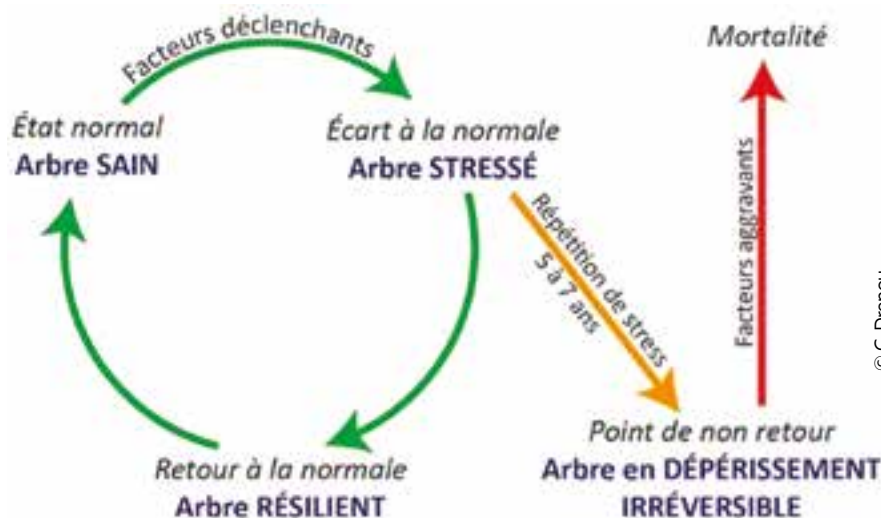 Facteurs déclenchants
Mortalité
État normal
Arbre SAIN
Écart à la normale
Arbre STRESSÉ
Répétition de stress
5 à 7 ans
Facteurs aggravants
Point de non retour
Arbre en DÉPÉRISSEMENT
IRRÉVERSIBLE
Retour à la normale
Arbre RÉSILIENT
© C. Drenou